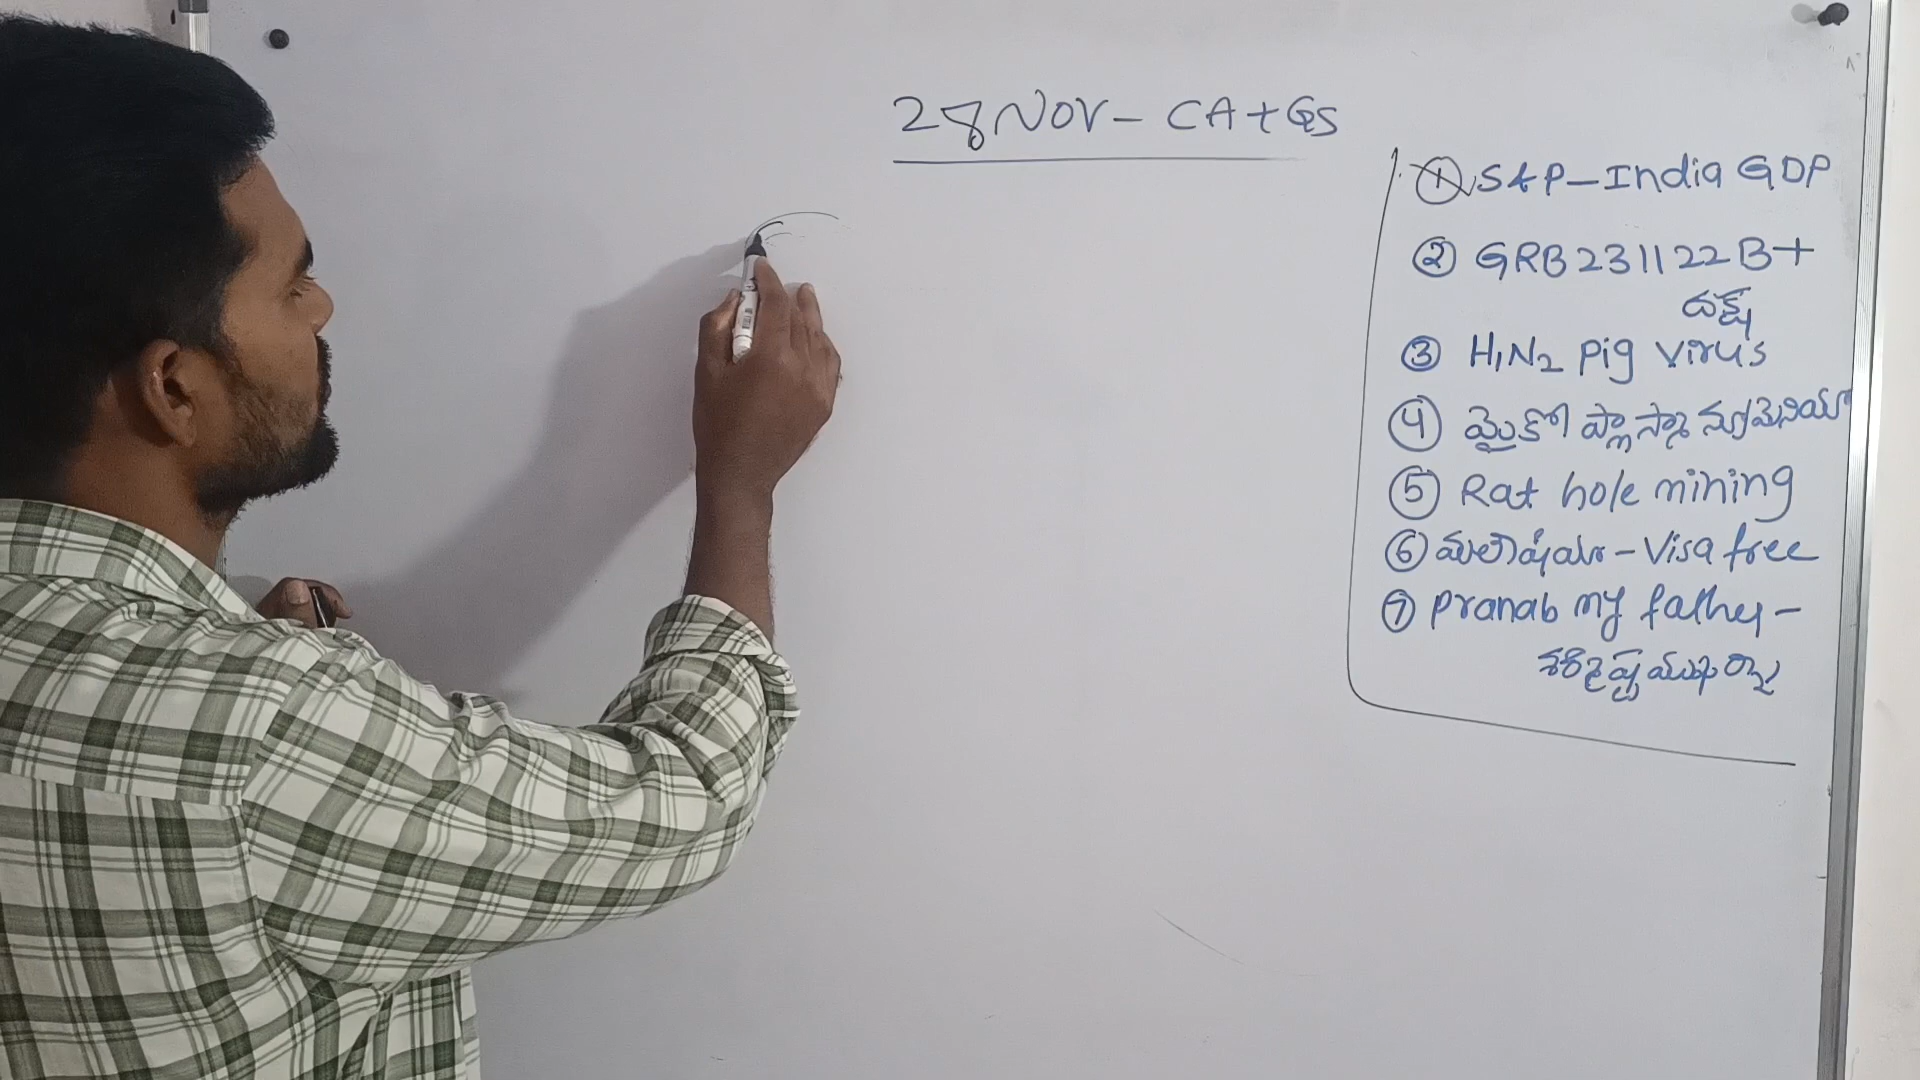 28 NOV - CA + GS
① S&P - India GDP
② GRB 231122B +
దక్ష్
③ H1N2 Pig Virus
④ మైకో ప్లాస్మా న్యుమెనియా
⑤ Rat hole mining
⑥ మలేషియా - Visa free
⑦ Pranab my father -
శర్మిష్ట ముఖర్జీ